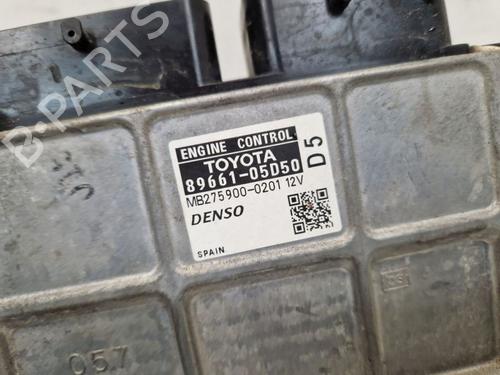 B-PARTS
ENGINE CONTROL
TOYOTA
89661-05D50
D5
MB275900-0201 12V
DENSO
SPAIN
057